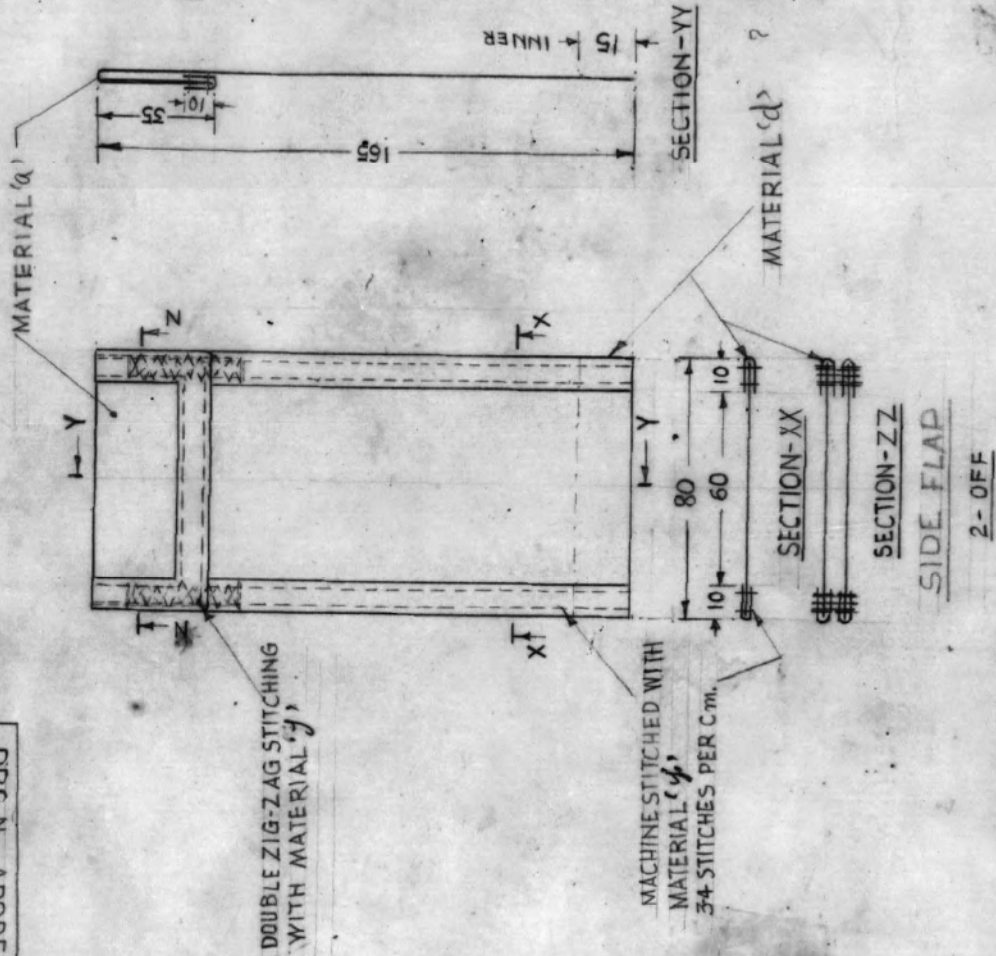 MATERIAL 'a'
10
35
165
15 INNER
SECTION-YY
MATERIAL 'd' ?
Z
Z
Y
Y
X
X
80
10
60
10
SECTION-XX
SECTION-ZZ
SIDE FLAP
2-OFF
DOUBLE ZIG-ZAG STITCHING
WITH MATERIAL 'y'
MACHINE STITCHED WITH
MATERIAL 'y'
3-4 STITCHES PER Cm.